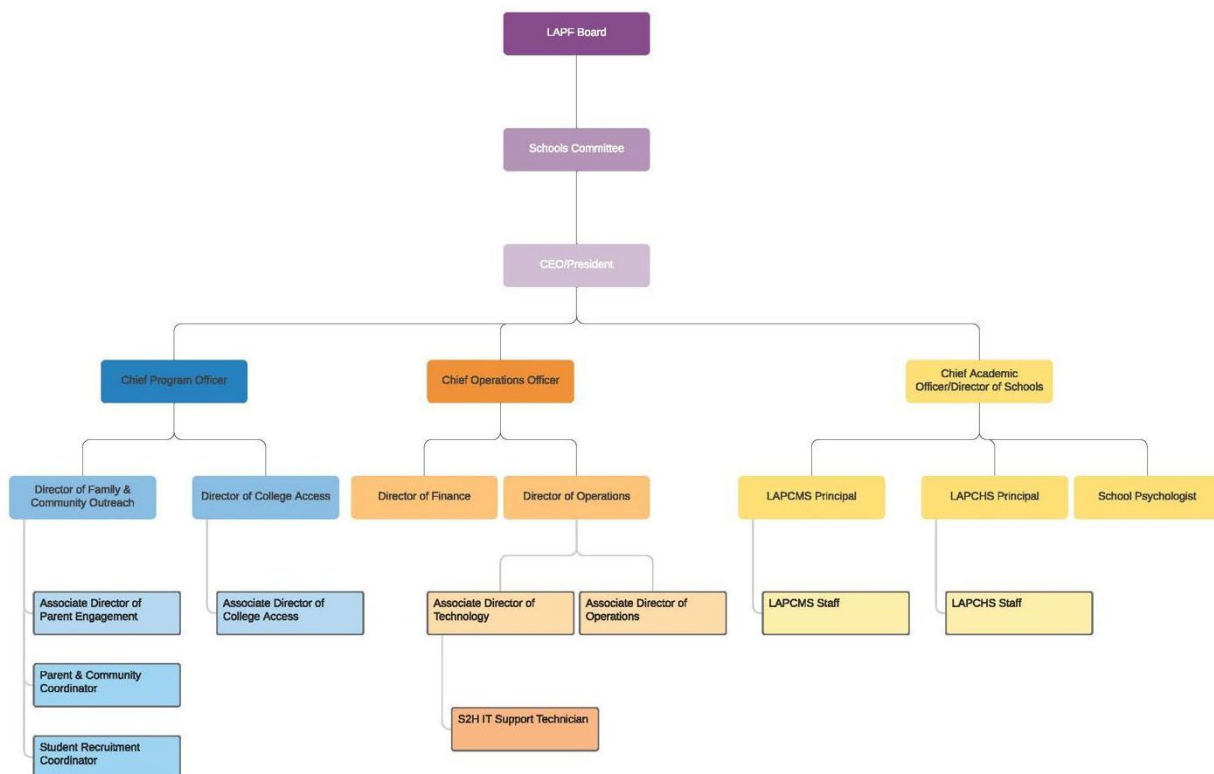 LAPF Board
Schools Committee
CEO/President
Chief Program Officer
Chief Operations Officer
Chief Academic
Officer/Director of Schools
Director of Family &
Community Outreach
Director of College Access
Director of Finance
Director of Operations
LAPCMS Principal
LAPCHS Principal
School Psychologist
Associate Director of
Parent Engagement
Associate Director of
College Access
Associate Director of
Technology
Associate Director of
Operations
LAPCMS Staff
LAPCHS Staff
Parent & Community
Coordinator
S2H IT Support Technician
Student Recruitment
Coordinator